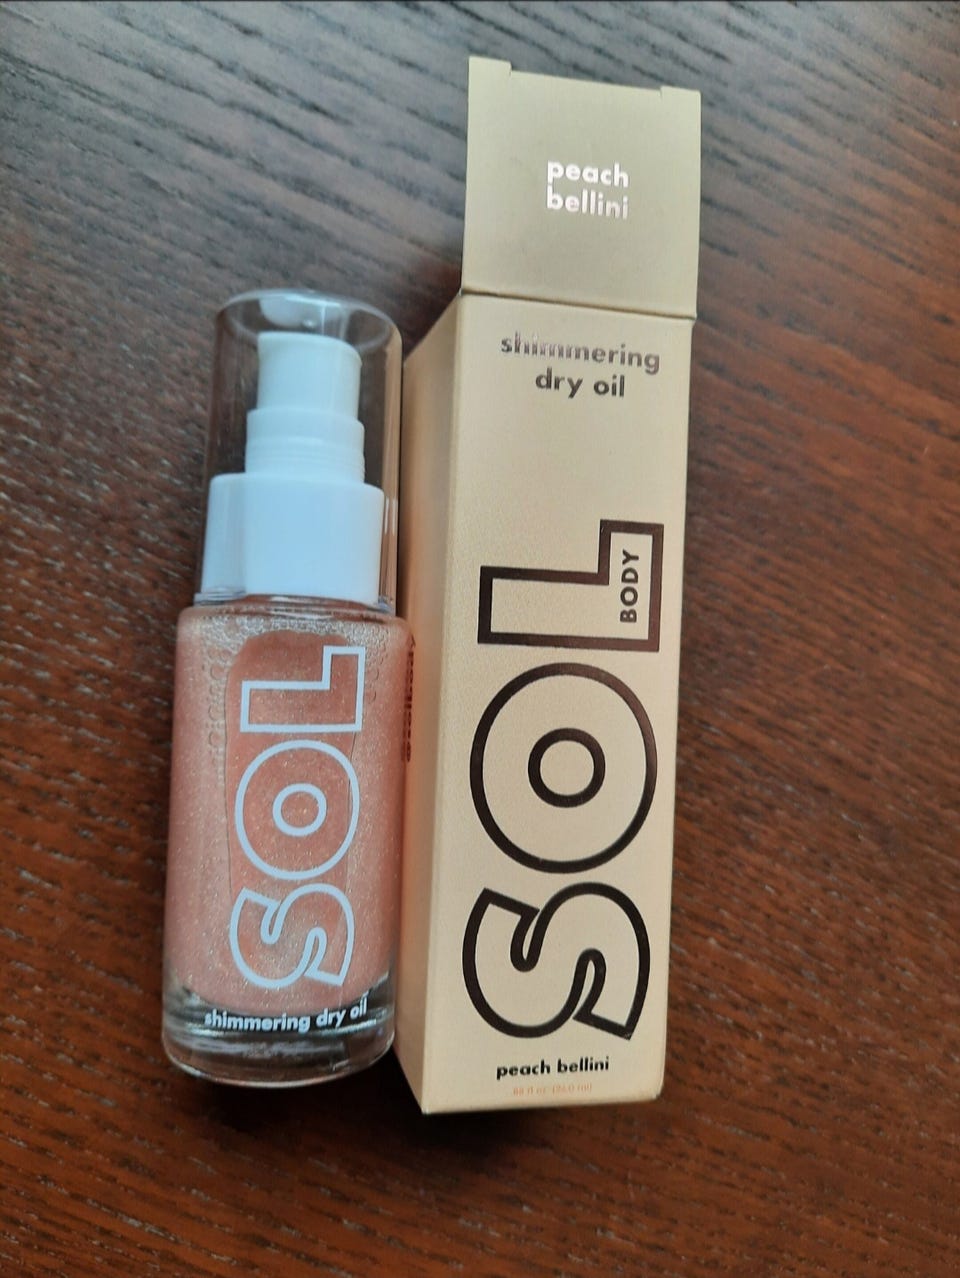 peach
bellini
shimmering
dry oil
SOL
BODY
peach bellini
SOL
shimmering dry oil